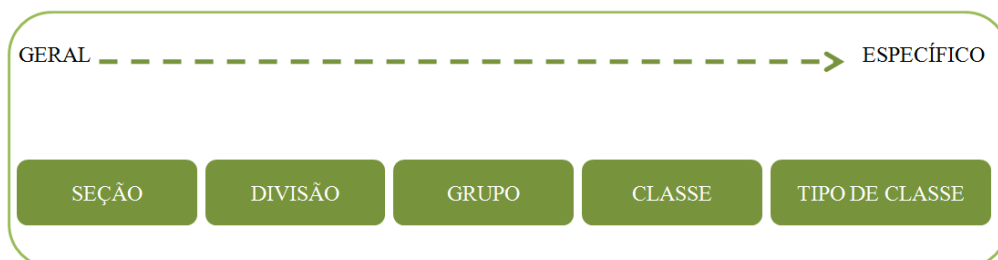 GERAL ESPECÍFICO
SEÇÃO DIVISÃO GRUPO CLASSE TIPO DE CLASSE